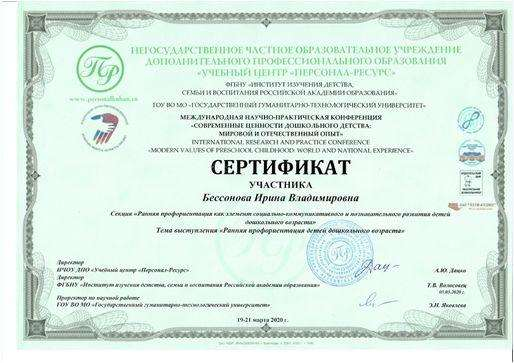 НЕГОСУДАРСТВЕННОЕ ЧАСТНОЕ ОБРАЗОВАТЕЛЬНОЕ УЧРЕЖДЕНИЕ
ДОПОЛНИТЕЛЬНОГО ПРОФЕССИОНАЛЬНОГО ОБРАЗОВАНИЯ
«УЧЕБНЫЙ ЦЕНТР «ПЕРСОНАЛ-РЕСУРС»
ПР
www.personalkuban.ru
ФГБНУ «ИНСТИТУТ ИЗУЧЕНИЯ ДЕТСТВА,
СЕМЬИ И ВОСПИТАНИЯ РОССИЙСКОЙ АКАДЕМИИ ОБРАЗОВАНИЯ»
ГОУ ВО МО «ГОСУДАРСТВЕННЫЙ ГУМАНИТАРНО-ТЕХНОЛОГИЧЕСКИЙ УНИВЕРСИТЕТ»
МЕЖДУНАРОДНАЯ НАУЧНО-ПРАКТИЧЕСКАЯ КОНФЕРЕНЦИЯ
«СОВРЕМЕННЫЕ ЦЕННОСТИ ДОШКОЛЬНОГО ДЕТСТВА:
МИРОВОЙ И ОТЕЧЕСТВЕННЫЙ ОПЫТ»
INTERNATIONAL RESEARCH AND PRACTICE CONFERENCE
«MODERN VALUES OF PRESCHOOL CHILDHOOD: WORLD AND NATIONAL EXPERIENCE»
СЕРТИФИКАТ
УЧАСТНИКА
Бессонова Ирина Владимировна
Секция «Ранняя профориентация как элемент социально-коммуникативного и познавательного развития детей
дошкольного возраста»
Тема выступления «Ранняя профориентация детей дошкольного возраста»
Директор
НЧОУ ДПО «Учебный центр «Персонал-Ресурс»
А.Ю. Дацко
Директор
ФГБНУ «Институт изучения детства, семьи и воспитания Российской академии образования»
Т.В. Волосовец
Проректор по научной работе
ГОУ ВО МО «Государственный гуманитарно-технологический университет»
Э.Н. Яковлева
19-21 марта 2020 г.